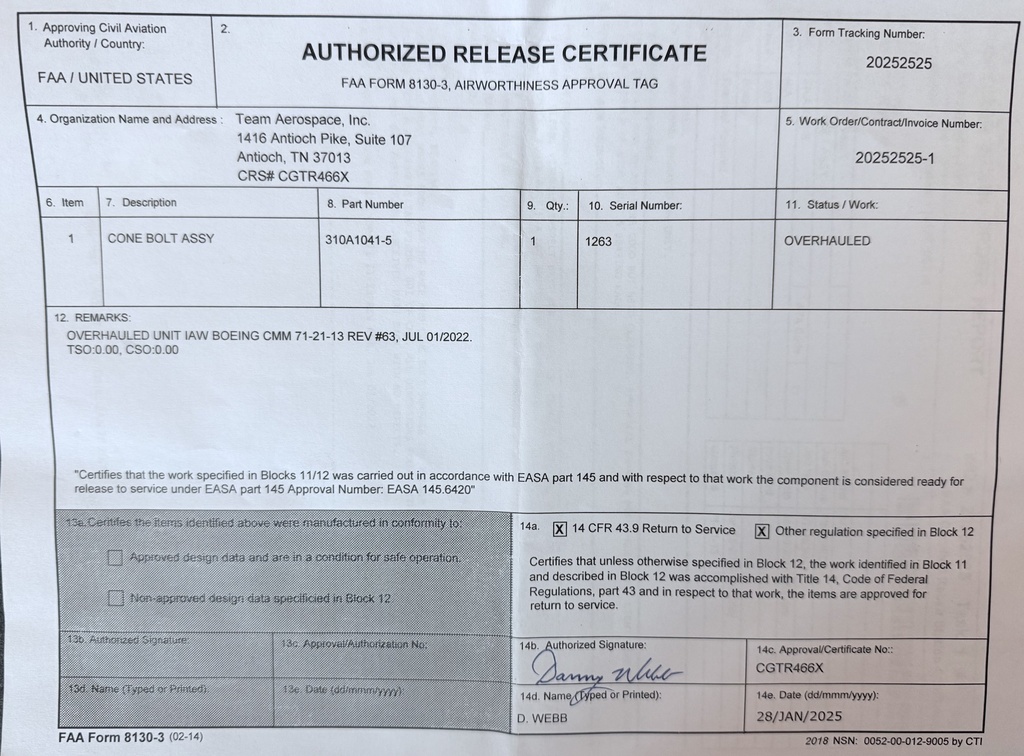 1. Approving Civil Aviation
Authority / Country:
FAA / UNITED STATES
2.
AUTHORIZED RELEASE CERTIFICATE
FAA FORM 8130-3, AIRWORTHINESS APPROVAL TAG
3. Form Tracking Number:
20252525
4. Organization Name and Address : Team Aerospace, Inc.
1416 Antioch Pike, Suite 107
Antioch, TN 37013
CRS# CGTR466X
5. Work Order/Contract/Invoice Number:
20252525-1
6. Item 7. Description 8. Part Number 9. Qty.: 10. Serial Number: 11. Status / Work:
1 CONE BOLT ASSY 310A1041-5 1 1263 OVERHAULED
12. REMARKS:
OVERHAULED UNIT IAW BOEING CMM 71-21-13 REV #63, JUL 01/2022.
TSO:0.00, CSO:0.00
"Certifies that the work specified in Blocks 11/12 was carried out in accordance with EASA part 145 and with respect to that work the component is considered ready for
release to service under EASA part 145 Approval Number: EASA 145.6420"
13a. Certifies the items identified above were manufactured in conformity to:
Approved design data and are in a condition for safe operation.
Non-approved design data specificied in Block 12
14a. X 14 CFR 43.9 Return to Service X Other regulation specified in Block 12
Certifies that unless otherwise specified in Block 12, the work identified in Block 11
and described in Block 12 was accomplished with Title 14, Code of Federal
Regulations, part 43 and in respect to that work, the items are approved for
return to service.
13b. Authorized Signature: 13c. Approval/Authorization No:
14b. Authorized Signature:
Danny Webb
14c. Approval/Certificate No::
CGTR466X
13d. Name (Typed or Printed): 13e. Date (dd/mmm/yyyy):
14d. Name (Typed or Printed):
D. WEBB
14e. Date (dd/mmm/yyyy):
28/JAN/2025
FAA Form 8130-3 (02-14)
2018 NSN: 0052-00-012-9005 by CTI